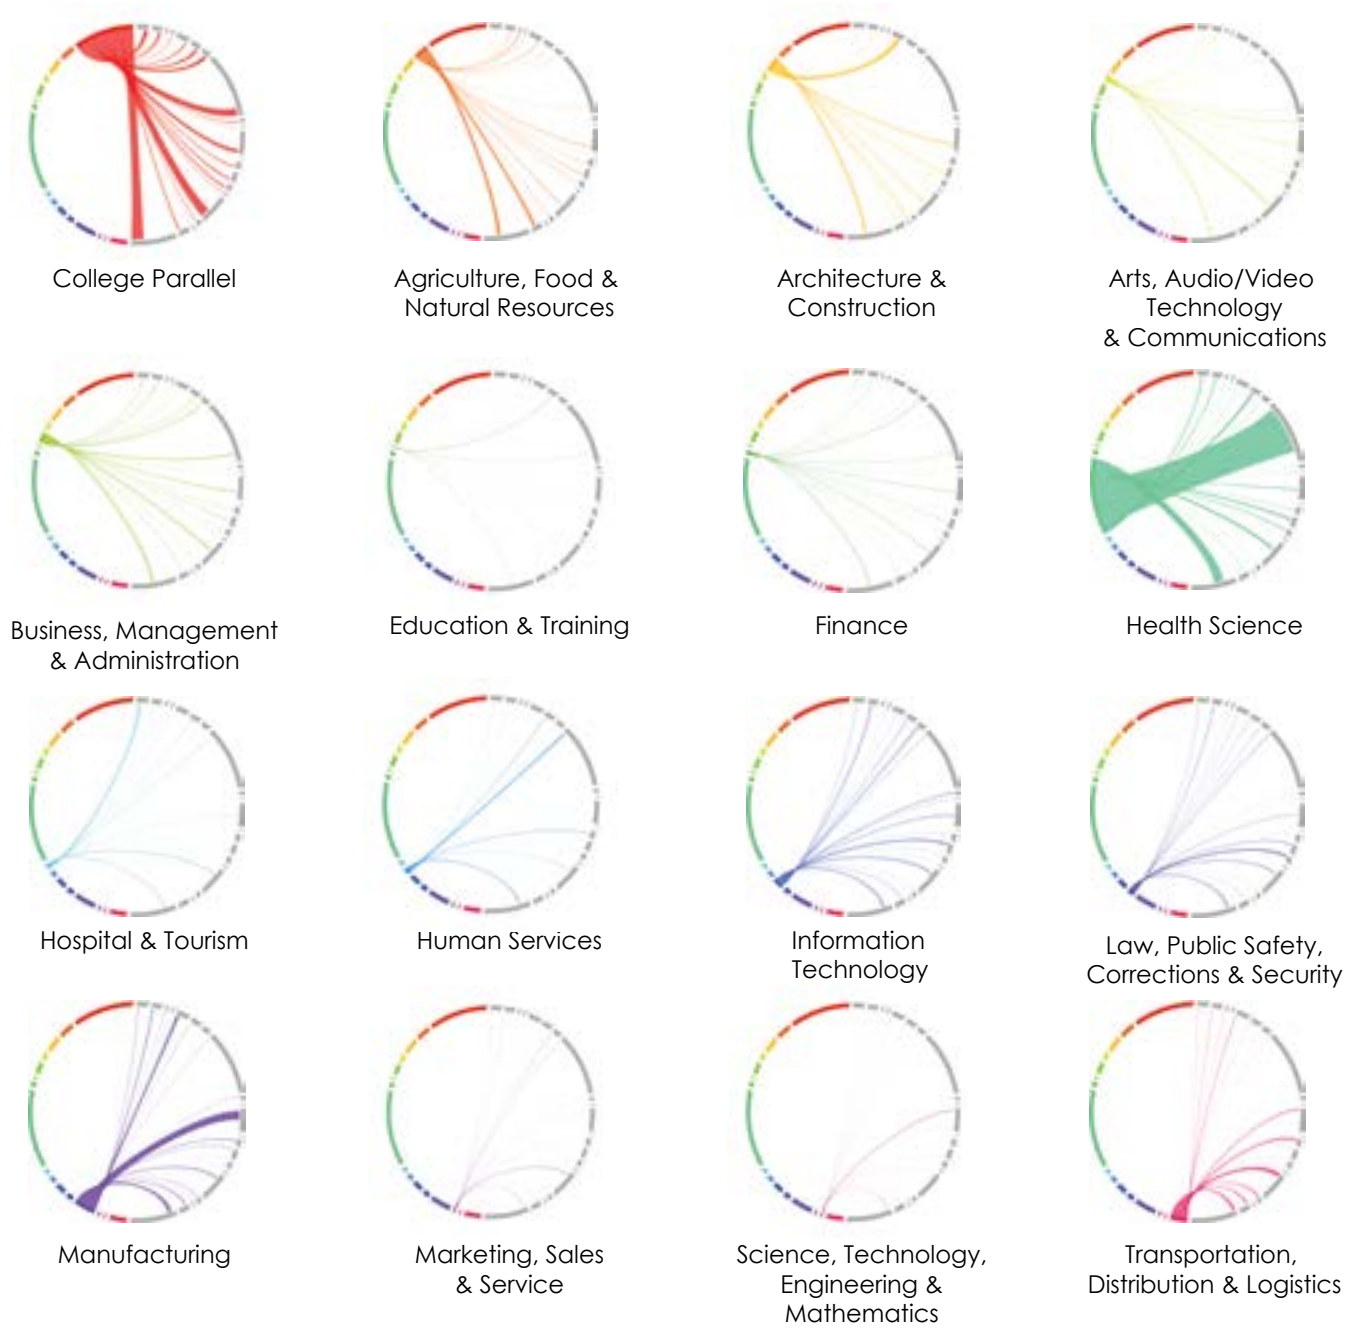 College Parallel
Agriculture, Food &
Natural Resources
Architecture &
Construction
Arts, Audio/Video
Technology
& Communications
Business, Management
& Administration
Education & Training
Finance
Health Science
Hospital & Tourism
Human Services
Information
Technology
Law, Public Safety,
Corrections & Security
Manufacturing
Marketing, Sales
& Service
Science, Technology,
Engineering &
Mathematics
Transportation,
Distribution & Logistics